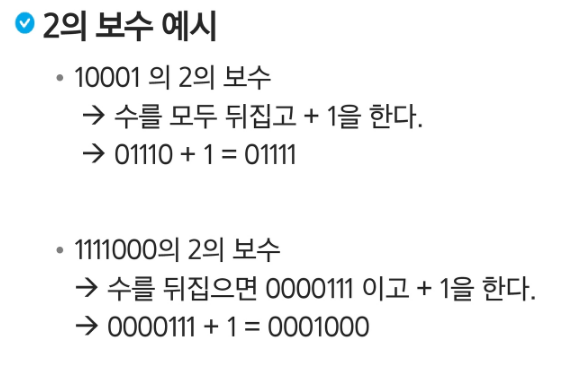 2의 보수 예시
• 10001 의 2의 보수
→ 수를 모두 뒤집고 + 1을 한다.
→ 01110 + 1 = 01111
• 1111000의 2의 보수
→ 수를 뒤집으면 0000111 이고 + 1을 한다.
→ 0000111 + 1 = 0001000